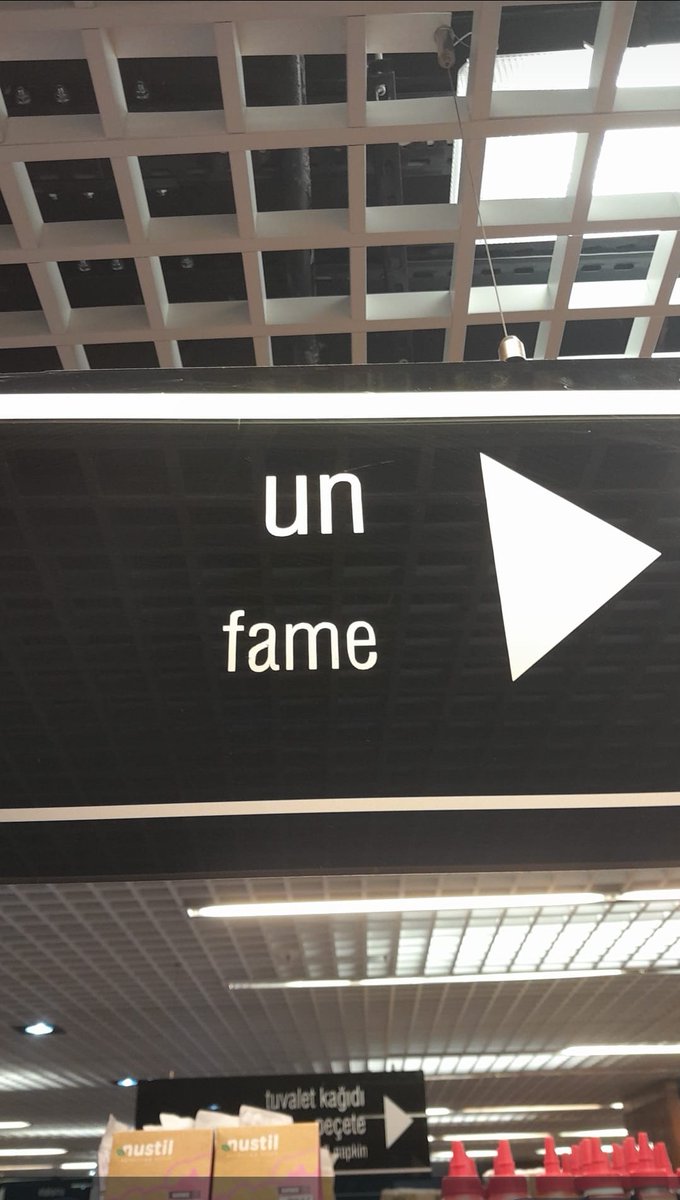 un
fame
tuvalet kağıdı
peçete
napkin
nustil
nustil